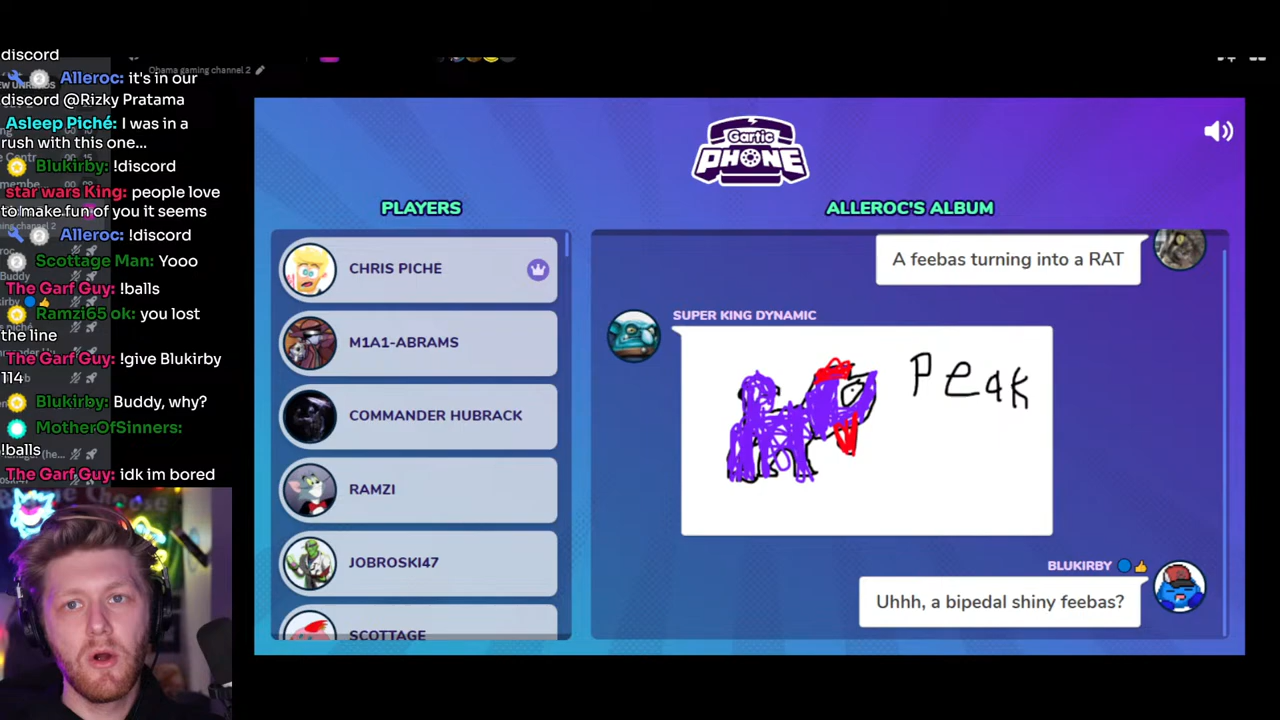 discord
Alleroc: it's in our
discord @Rizky Pratama
Asleep Piché: I was in a
rush with this one...
Blukirby: !discord
star wars King: people love
to make fun of you it seems
Alleroc: !discord
Scottage Man: Yooo
The Garf Guy: !balls
Ramzi65 ok: you lost
the line
The Garf Guy: !give Blukirby
114
Blukirby: Buddy, why?
MotherOfSinners:
!balls
The Garf Guy: idk im bored
Obama gaming channel 2
Gartic
PHONE
PLAYERS
CHRIS PICHE
M1A1-ABRAMS
COMMANDER HUBRACK
RAMZI
JOBROSKI47
SCOTTAGE
ALLEROC'S ALBUM
A feebas turning into a RAT
SUPER KING DYNAMIC
Peak
BLUKIRBY 🔵👍
Uhhh, a bipedal shiny feebas?